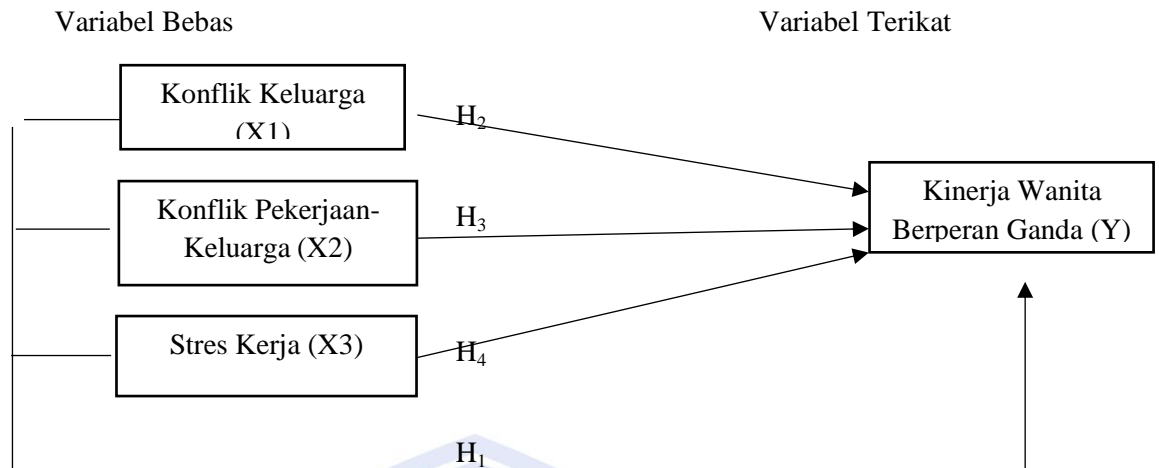 Variabel Bebas
Variabel Terikat
Konflik Keluarga
(X1)
H2
Konflik Pekerjaan-
Keluarga (X2)
H3
Kinerja Wanita
Berperan Ganda (Y)
Stres Kerja (X3)
H4
H1